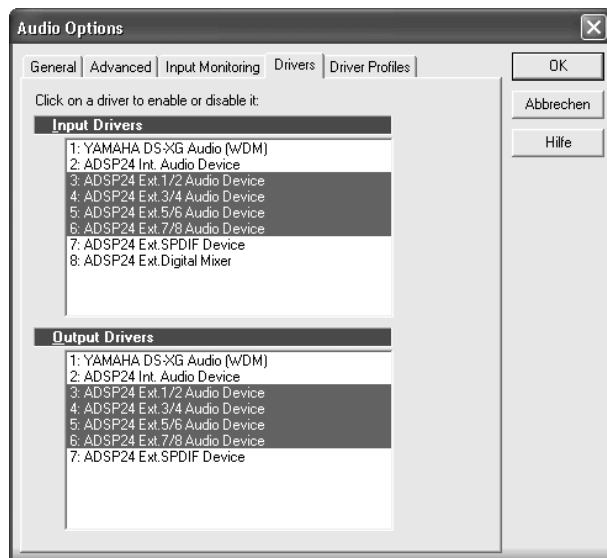 Audio Options
General Advanced Input Monitoring Drivers Driver Profiles
OK
Abbrechen
Hilfe
Click on a driver to enable or disable it:
Input Drivers
1: YAMAHA DS-XG Audio (WDM)
2: ADSP24 Int. Audio Device
3: ADSP24 Ext.1/2 Audio Device
4: ADSP24 Ext.3/4 Audio Device
5: ADSP24 Ext.5/6 Audio Device
6: ADSP24 Ext.7/8 Audio Device
7: ADSP24 Ext.SPDIF Device
8: ADSP24 Ext.Digital Mixer
Output Drivers
1: YAMAHA DS-XG Audio (WDM)
2: ADSP24 Int. Audio Device
3: ADSP24 Ext.1/2 Audio Device
4: ADSP24 Ext.3/4 Audio Device
5: ADSP24 Ext.5/6 Audio Device
6: ADSP24 Ext.7/8 Audio Device
7: ADSP24 Ext.SPDIF Device